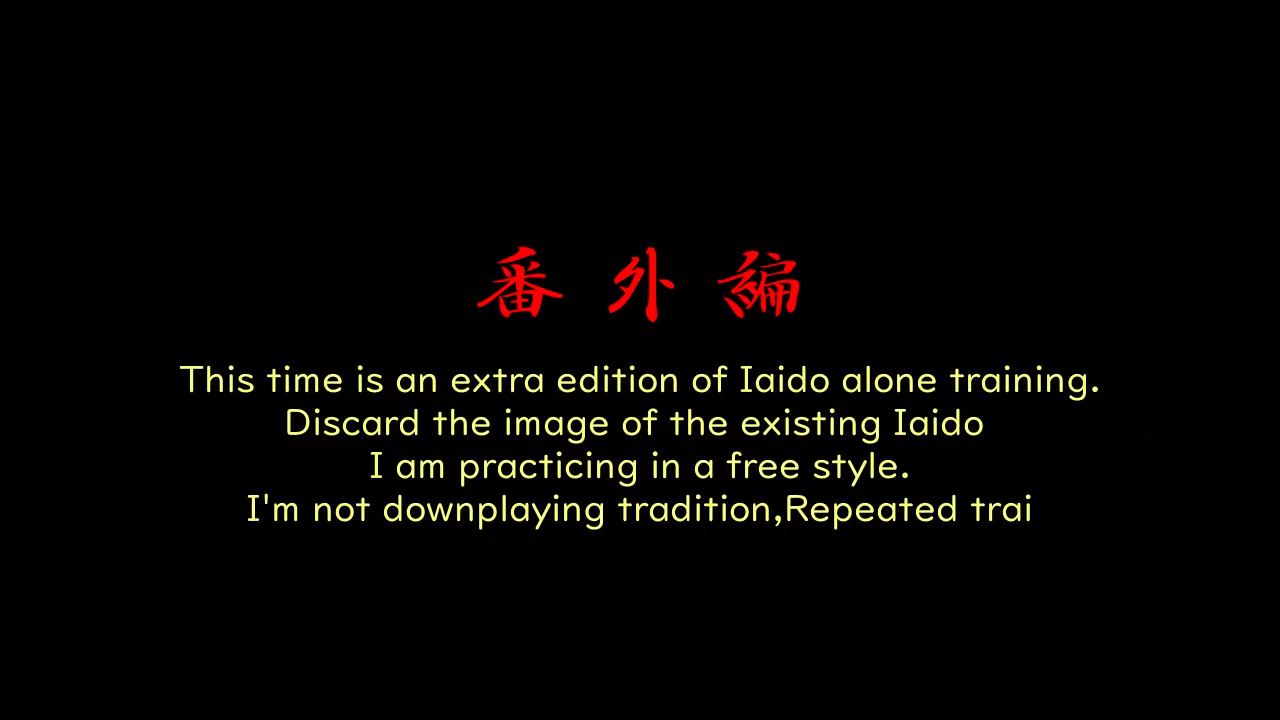 番外編
This time is an extra edition of Iaido alone training.
Discard the image of the existing Iaido
I am practicing in a free style.
I'm not downplaying tradition,Repeated trai